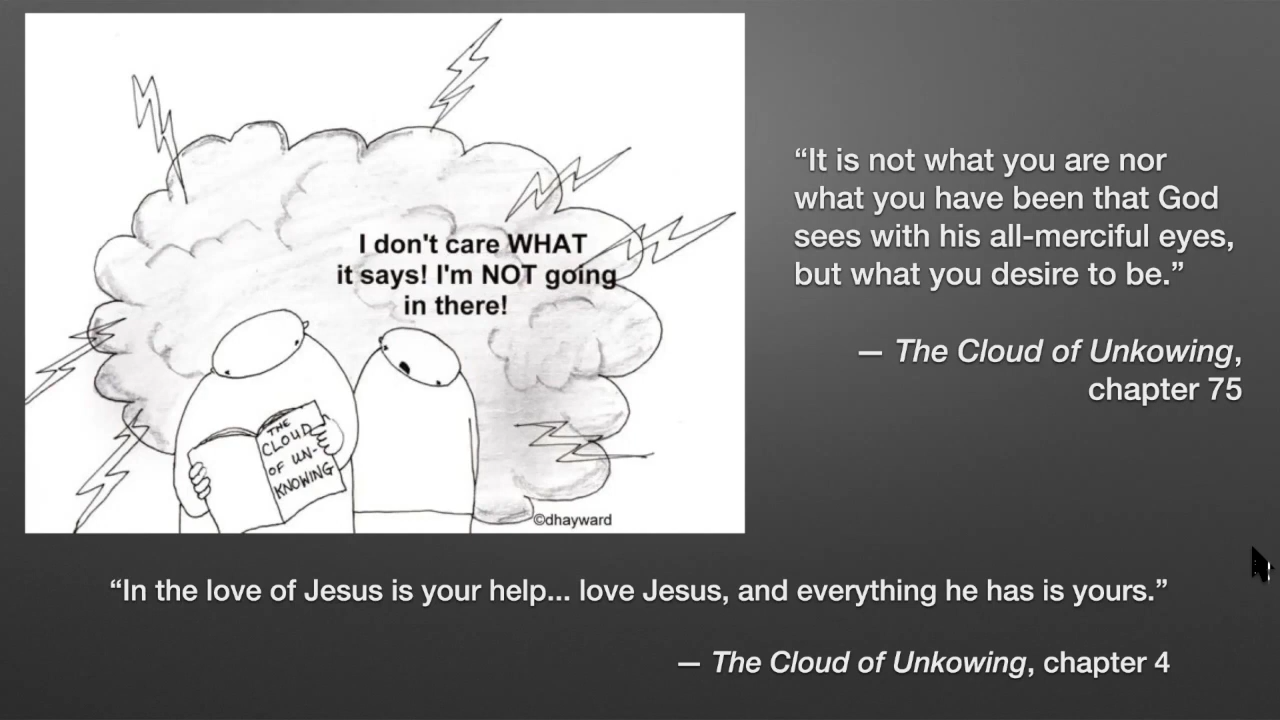 I don't care WHAT
it says! I'm NOT going
in there!
THE
CLOUD
OF UN-
KNOWING
©dhayward
“It is not what you are nor
what you have been that God
sees with his all-merciful eyes,
but what you desire to be.”
— The Cloud of Unkowing,
chapter 75
“In the love of Jesus is your help... love Jesus, and everything he has is yours.”
— The Cloud of Unkowing, chapter 4